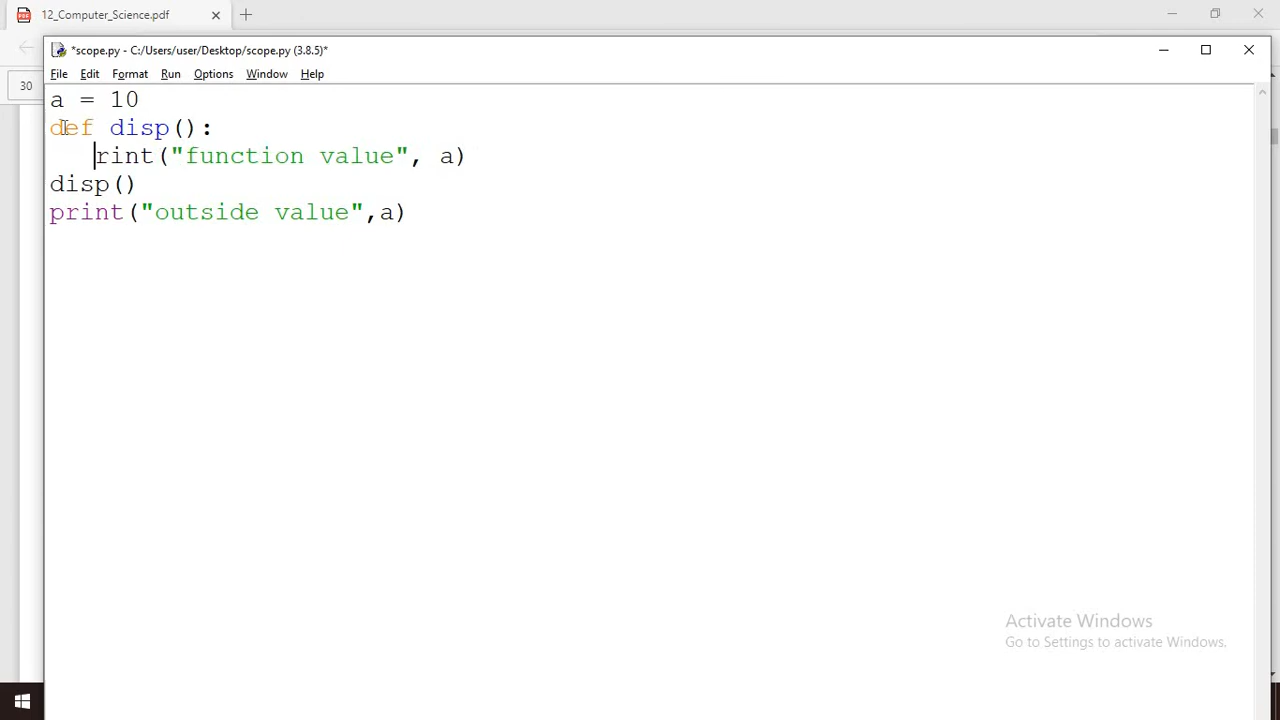 12_Computer_Science.pdf
*scope.py - C:/Users/user/Desktop/scope.py (3.8.5)*
File Edit Format Run Options Window Help
30
a = 10
def disp():
   rint("function value", a)
disp()
print("outside value",a)
Activate Windows
Go to Settings to activate Windows.